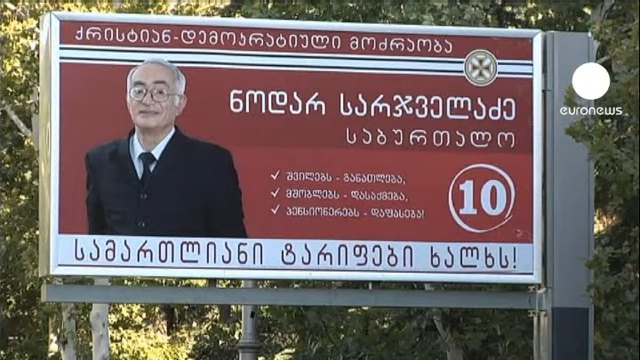 ქრისტიან-დემოკრატიული მოძრაობა
ნოდარ სარჯველაძე
საბურთალო
შვილებს - განათლება,
მშობლებს - დასაქმება,
პენსიონერებს - დაფასება!
10
სამართლიანი ტარიფები ხალხს!
euronews